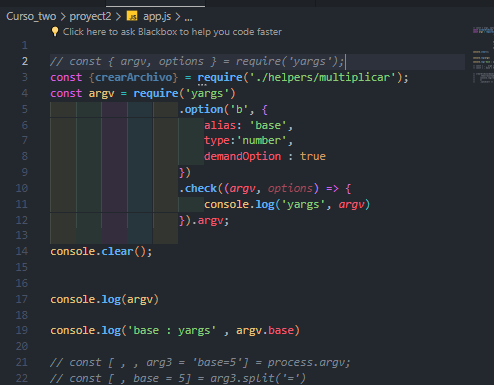 Curso_two > proyect2 > JS app.js > ...
Click here to ask Blackbox to help you code faster
1
2 // const { argv, options } = require('yargs');
3 const {crearArchivo} = require('./helpers/multiplicar');
4 const argv = require('yargs')
5 .option('b', {
6 alias: 'base',
7 type:'number',
8 demandOption : true
9 })
10 .check((argv, options) => {
11 console.log('yargs', argv)
12 }).argv;
13
14 console.clear();
15
16
17 console.log(argv)
18
19 console.log('base : yargs' , argv.base)
20
21 // const [ , , arg3 = 'base=5'] = process.argv;
22 // const [ , base = 5] = arg3.split('=')